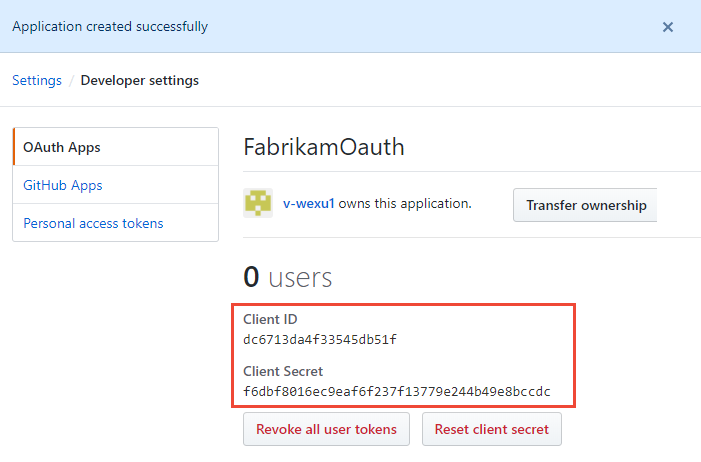 Application created successfully
Settings / Developer settings
OAuth Apps
GitHub Apps
Personal access tokens
FabrikamOauth
v-wexu1 owns this application.
Transfer ownership
0 users
Client ID
dc6713da4f33545db51f
Client Secret
f6dbf8016ec9eaf6f237f13779e244b49e8bccdc
Revoke all user tokens
Reset client secret